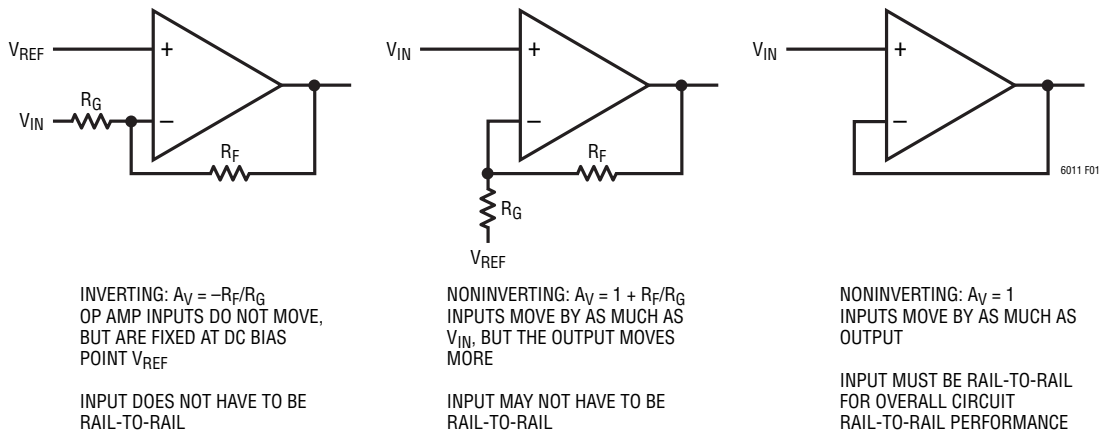 VREF
+
RG
VIN
–
RF
INVERTING: AV = –RF/RG
OP AMP INPUTS DO NOT MOVE,
BUT ARE FIXED AT DC BIAS
POINT VREF
INPUT DOES NOT HAVE TO BE
RAIL-TO-RAIL
VIN
+
–
RF
RG
VREF
NONINVERTING: AV = 1 + RF/RG
INPUTS MOVE BY AS MUCH AS
VIN, BUT THE OUTPUT MOVES
MORE
INPUT MAY NOT HAVE TO BE
RAIL-TO-RAIL
VIN
+
–
6011 F01
NONINVERTING: AV = 1
INPUTS MOVE BY AS MUCH AS
OUTPUT
INPUT MUST BE RAIL-TO-RAIL
FOR OVERALL CIRCUIT
RAIL-TO-RAIL PERFORMANCE